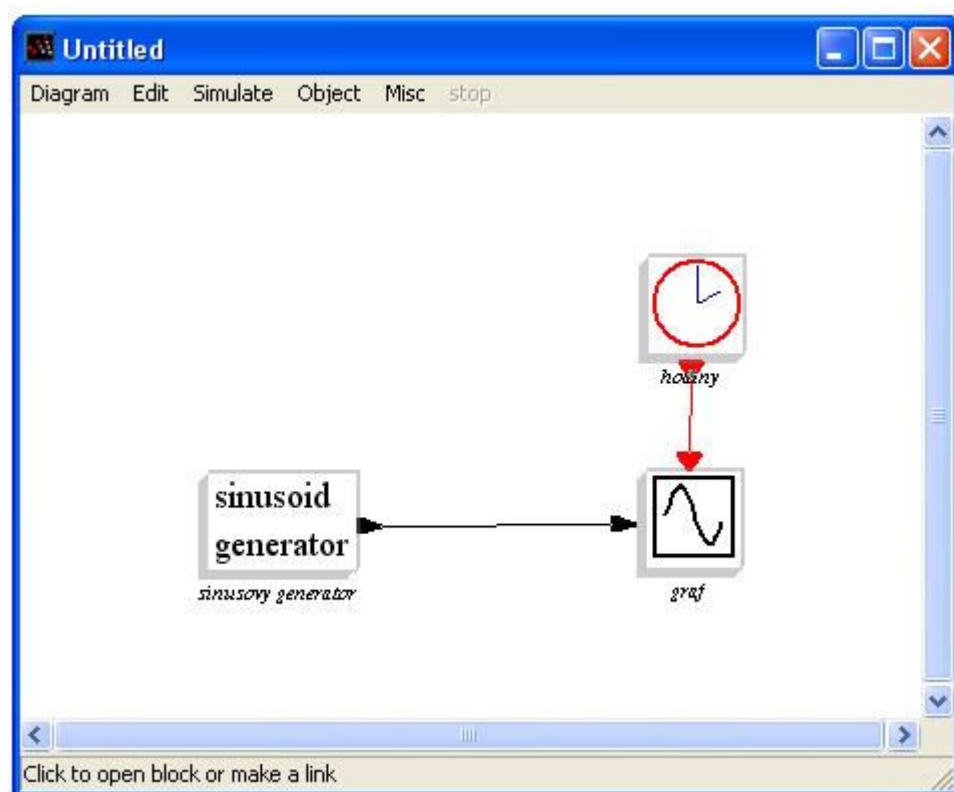 Untitled
Diagram Edit Simulate Object Misc stop
hodiny
sinusoid
generator
sinusovy generator
graf
Click to open block or make a link